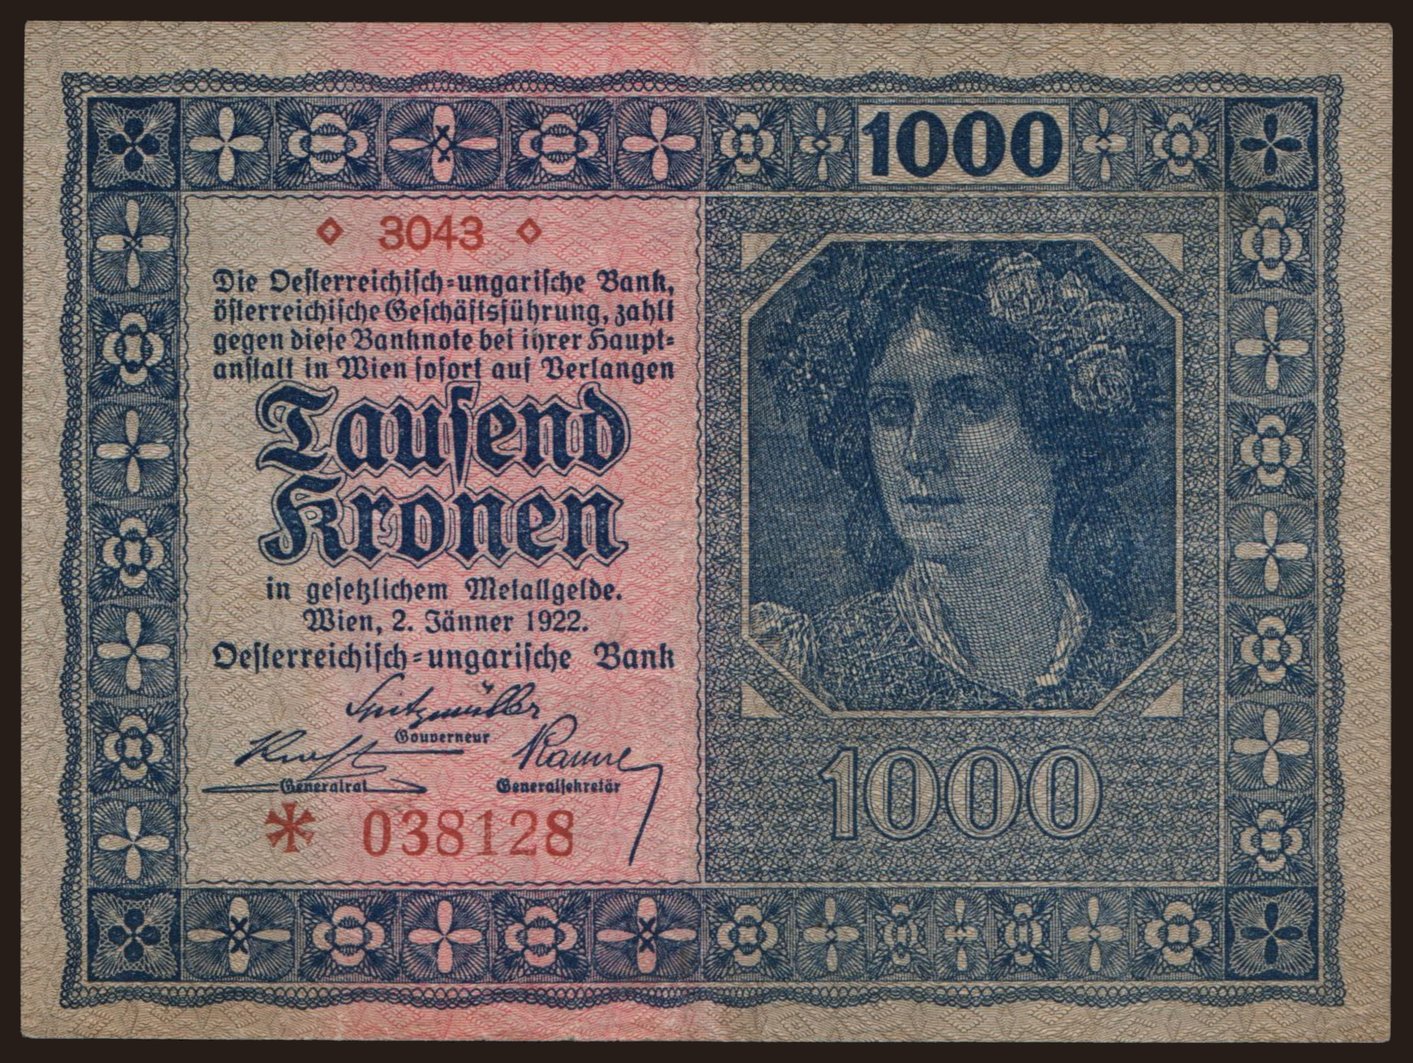 1000
◇ 3043 ◇
Die Oesterreichisch-ungarische Bank,
österreichische Geschäftsführung, zahlt
gegen diese Banknote bei ihrer Haupt-
anstalt in Wien sofort auf Verlangen
Tausend
Kronen
in gesetzlichem Metallgelde.
Wien, 2. Jänner 1922.
Oesterreichisch-ungarische Bank
Spitzmüller
Gouverneur
Generalrat
Generalsekretär
* 038128
1000